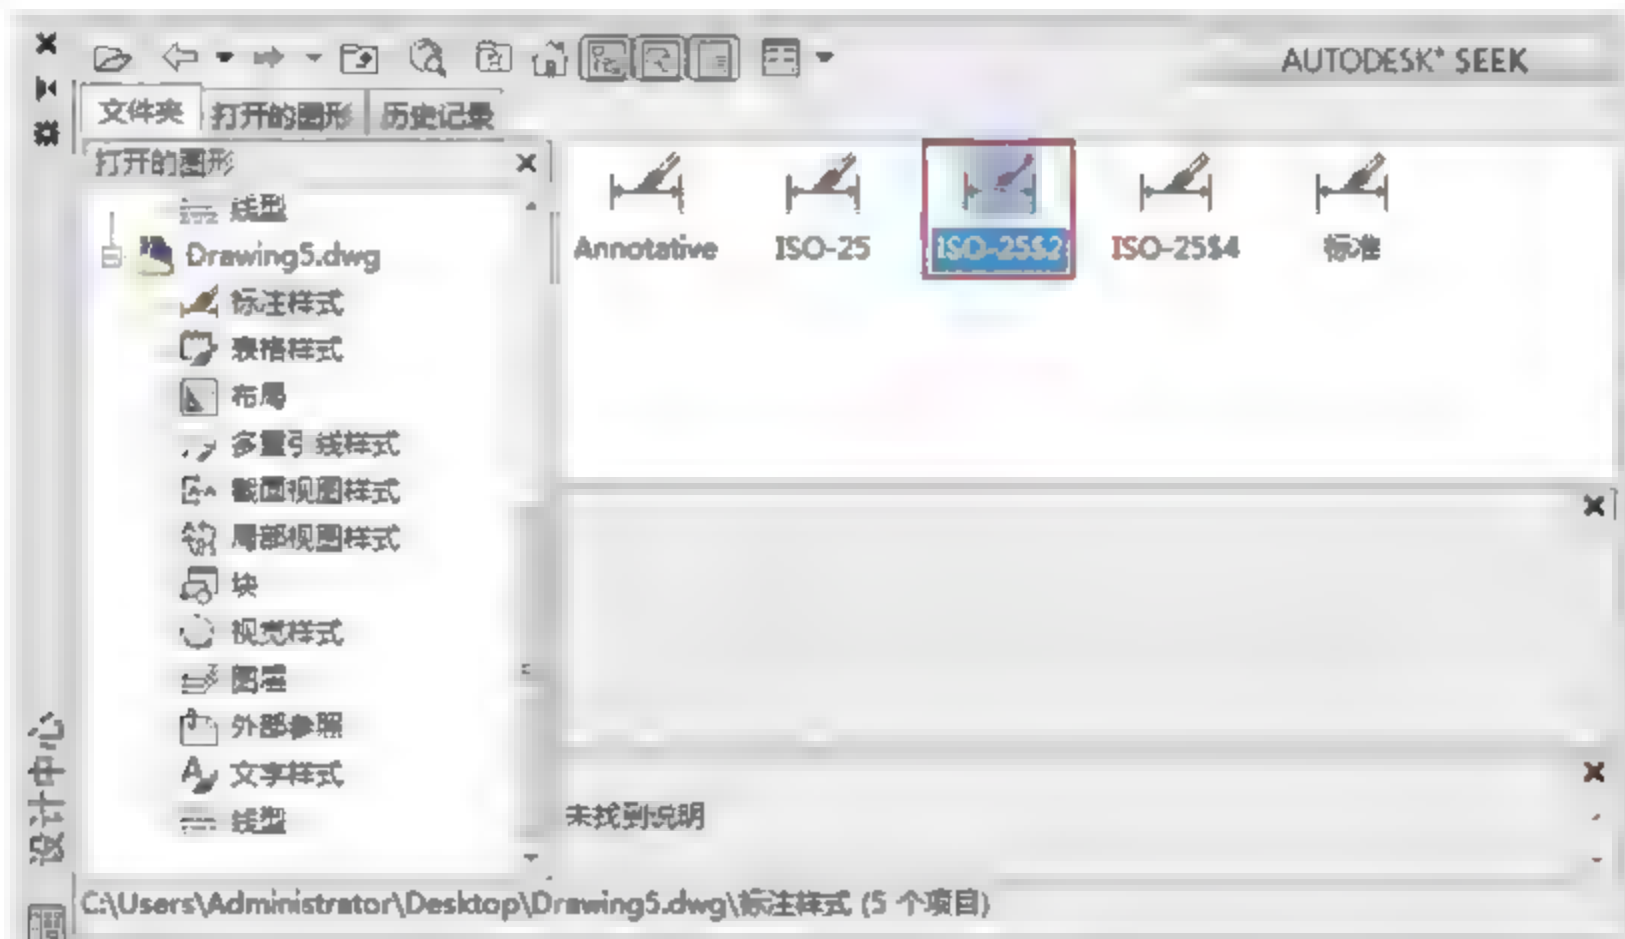 AUTODESK® SEEK
文件夹 打开的图形 历史记录
打开的图形
线型
Drawing5.dwg
标注样式
表格样式
布局
多重引线样式
截面视图样式
局部视图样式
块
视觉样式
图层
外部参照
文字样式
线型
Annotative ISO-25 ISO-25$2 ISO-25$4 标准
未找到说明
设计中心
C:\Users\Administrator\Desktop\Drawing5.dwg\标注样式 (5 个项目)